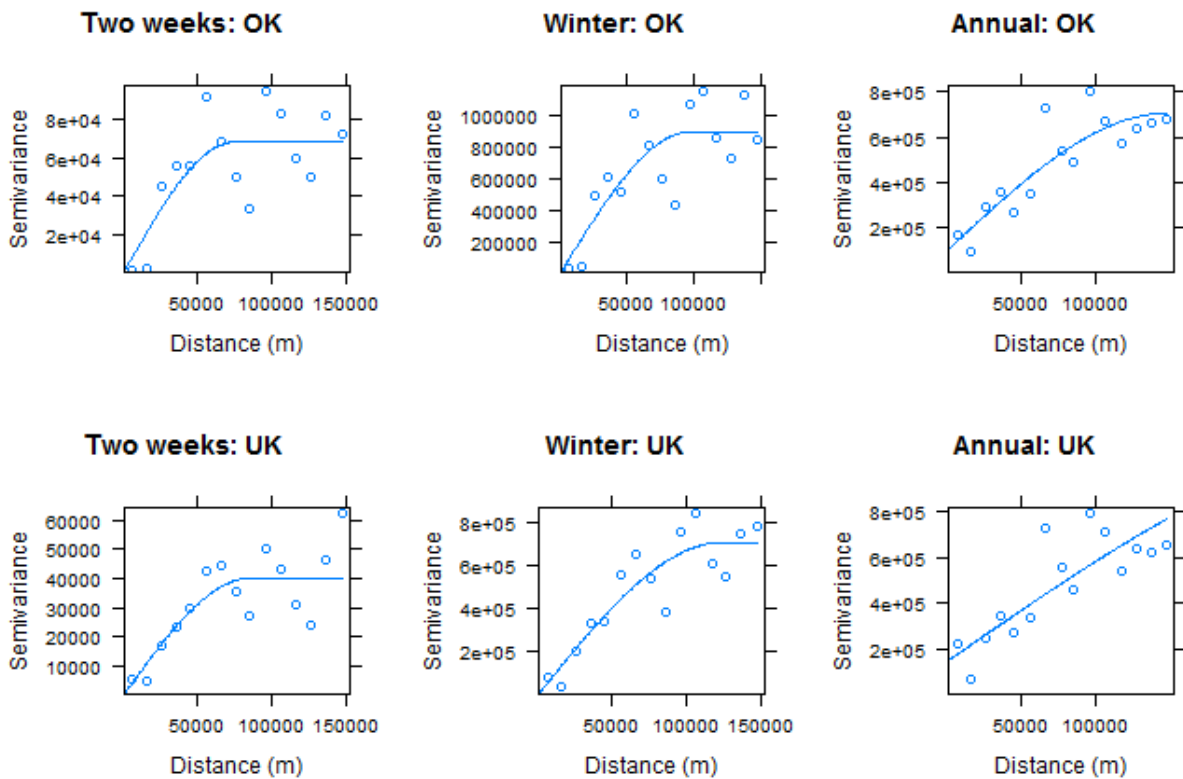 Two weeks: OK
Winter: OK
Annual: OK
Semivariance
8e+04
6e+04
4e+04
2e+04
50000 100000 150000
Distance (m)
Semivariance
1000000
800000
600000
400000
200000
50000 100000
Distance (m)
Semivariance
8e+05
6e+05
4e+05
2e+05
50000 100000
Distance (m)
Two weeks: UK
Winter: UK
Annual: UK
Semivariance
60000
50000
40000
30000
20000
10000
50000 100000 150000
Distance (m)
Semivariance
8e+05
6e+05
4e+05
2e+05
50000 100000 150000
Distance (m)
Semivariance
8e+05
6e+05
4e+05
2e+05
50000 100000
Distance (m)